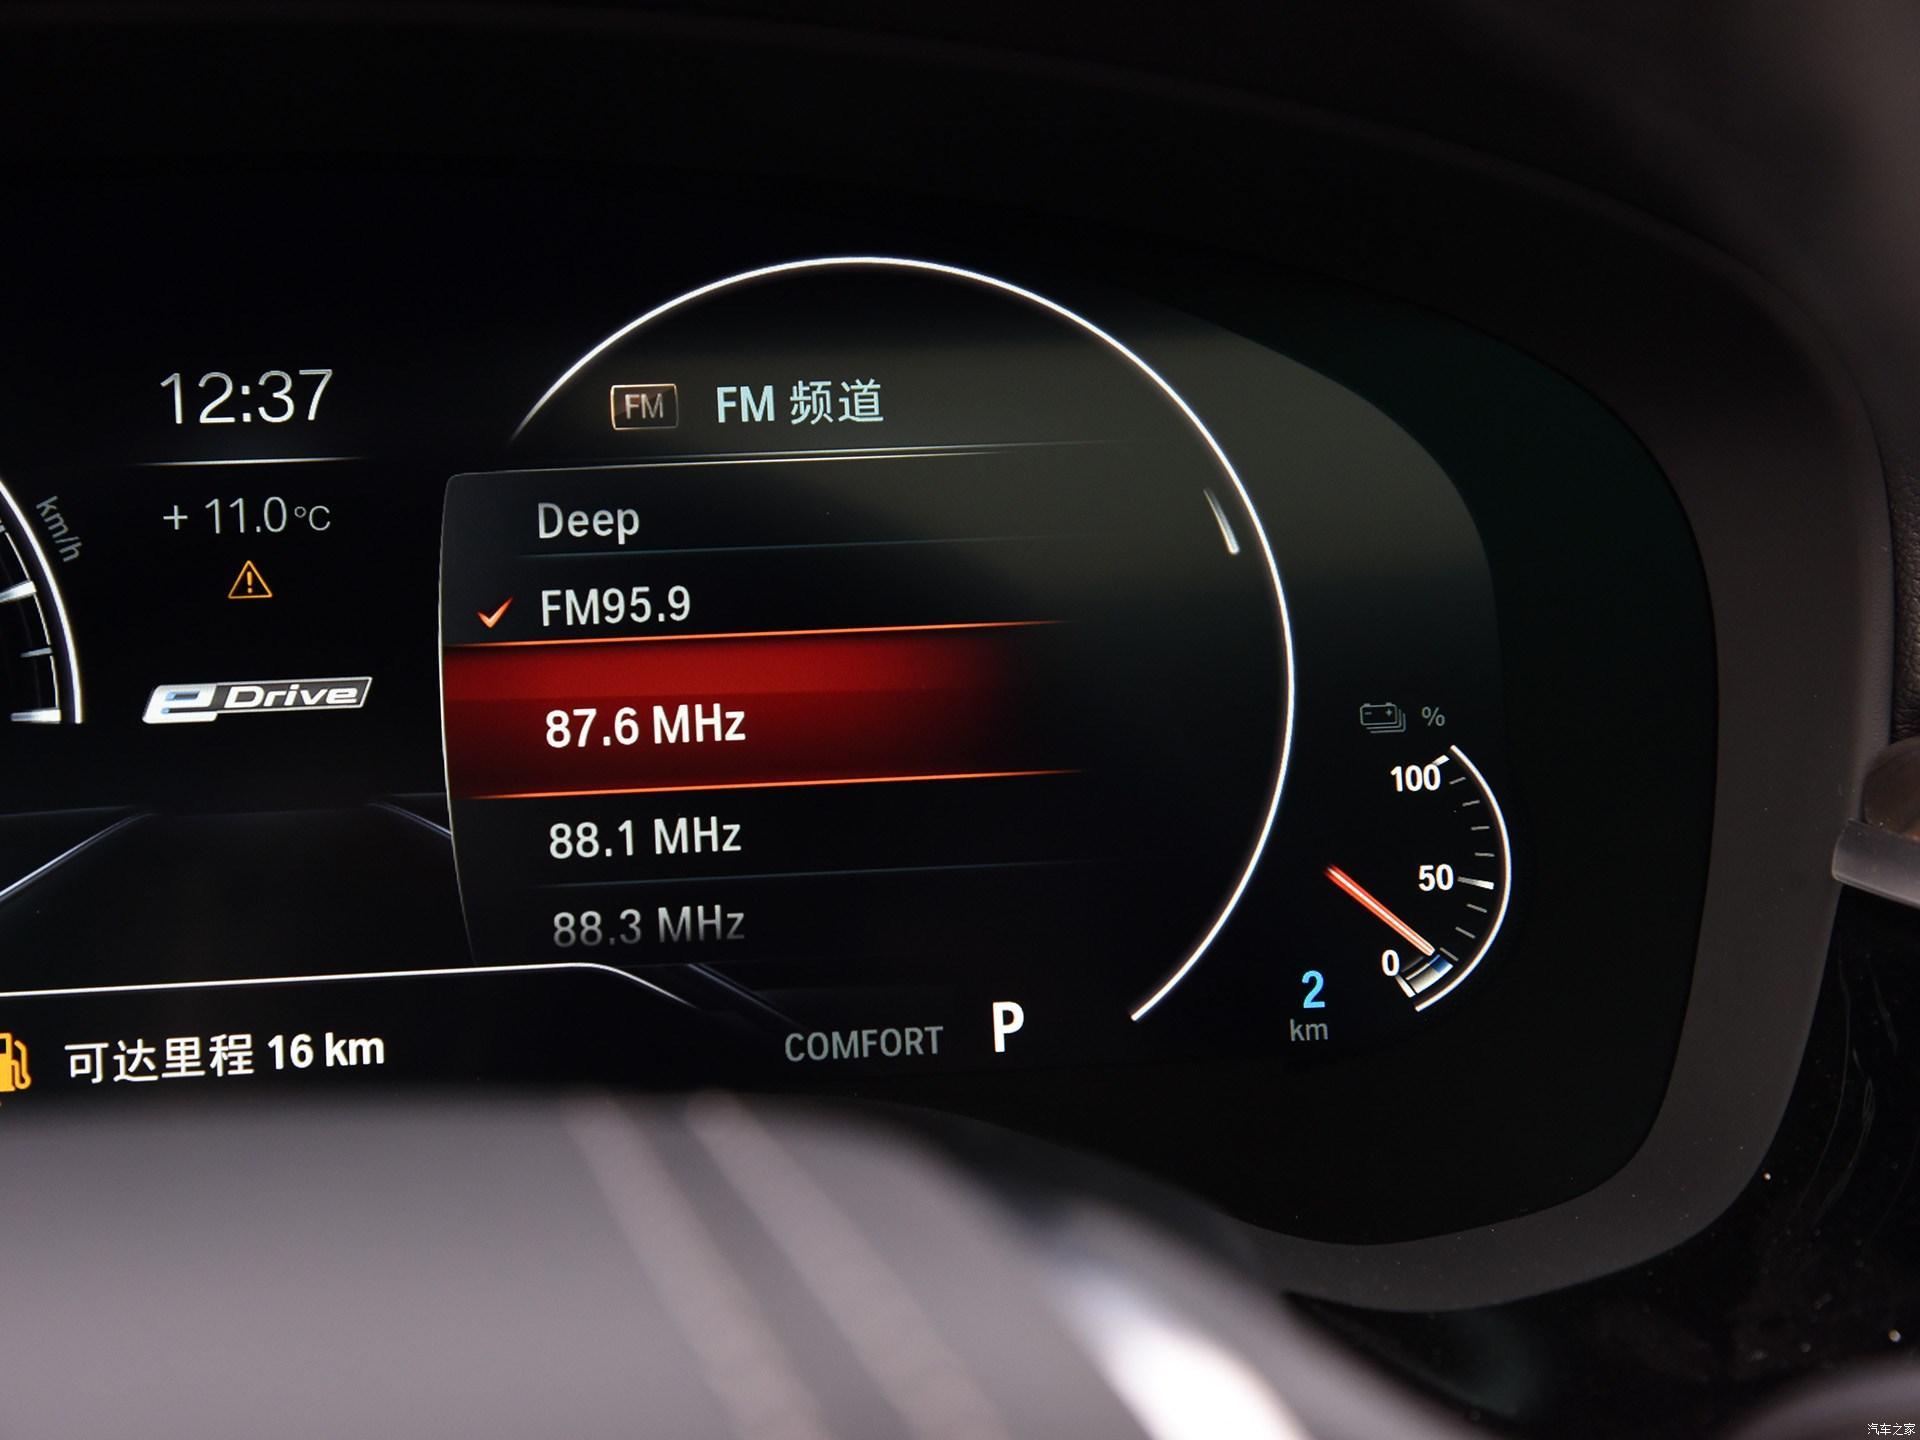 12:37
km/h
+ 11.0°C
eDrive
FM
FM 频道
Deep
FM95.9
87.6 MHz
88.1 MHz
88.3 MHz
%
100
50
0
2
km
可达里程 16 km
COMFORT
P
汽车之家